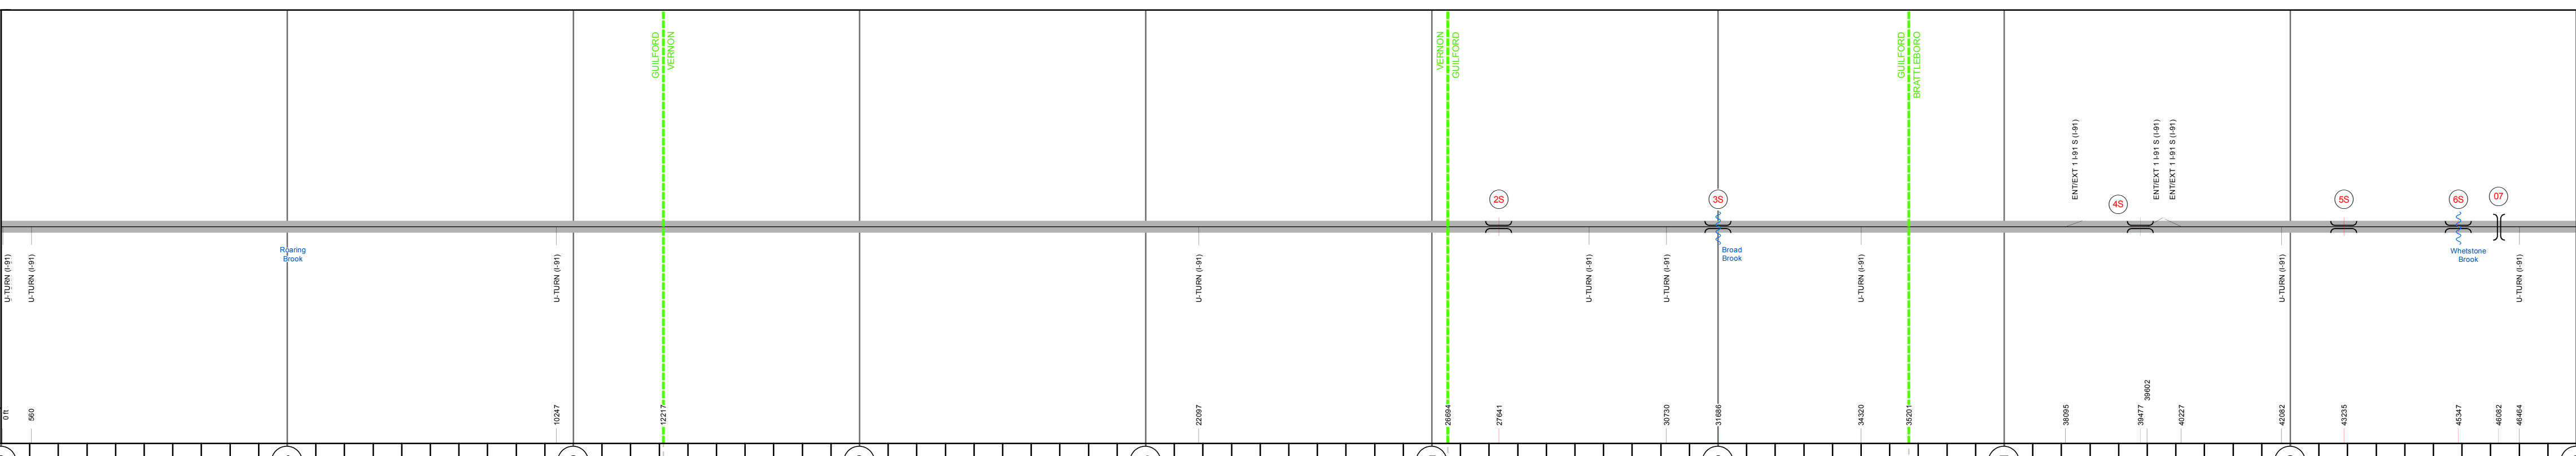 GUILFORD
VERNON
VERNON
GUILFORD
GUILFORD
BRATTLEBORO
ENT/EXT 1 I-91 S (I-91)
ENT/EXT 1 I-91 S (I-91)
ENT/EXT 1 I-91 S (I-91)
2S
3S
4S
5S
6S
07
Roaring
Brook
Broad
Brook
Whetstone
Brook
U-TURN (I-91)
U-TURN (I-91)
U-TURN (I-91)
U-TURN (I-91)
U-TURN (I-91)
U-TURN (I-91)
U-TURN (I-91)
U-TURN (I-91)
U-TURN (I-91)
0 ft
560
10247
12217
22097
26694
27641
30730
31686
34320
35201
38095
39477
39602
40227
42082
43235
45347
46082
46464